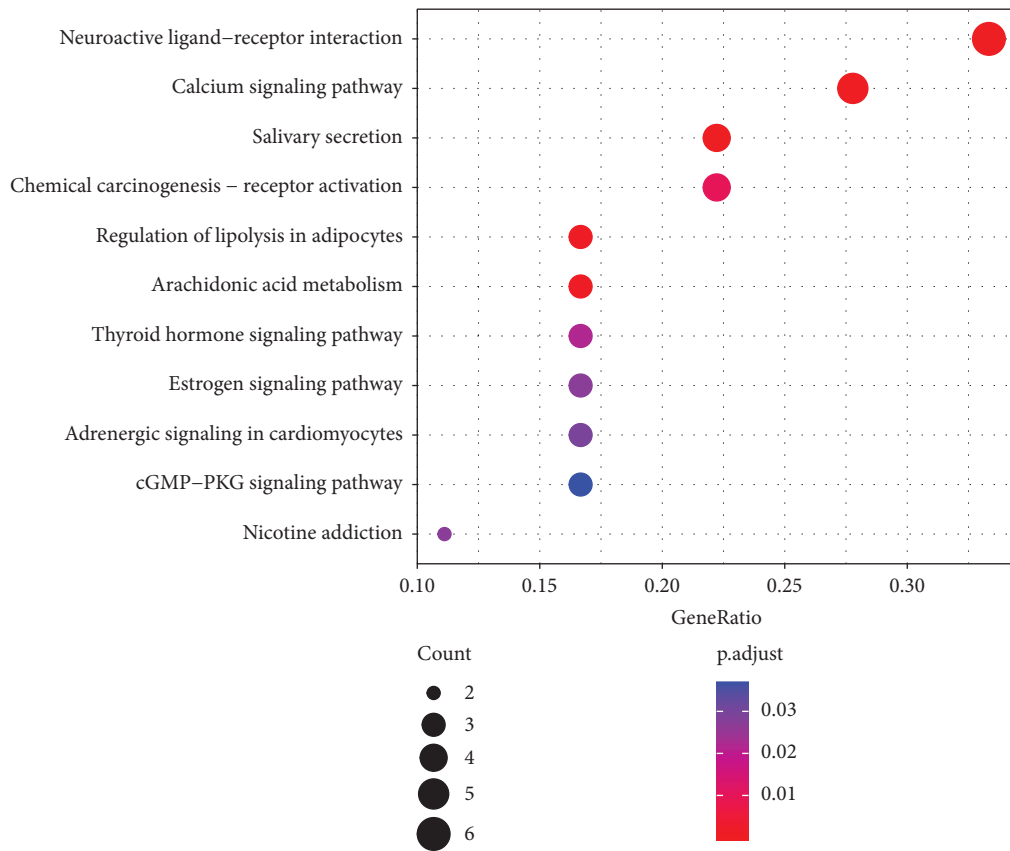 Neuroactive ligand−receptor interaction
Calcium signaling pathway
Salivary secretion
Chemical carcinogenesis − receptor activation
Regulation of lipolysis in adipocytes
Arachidonic acid metabolism
Thyroid hormone signaling pathway
Estrogen signaling pathway
Adrenergic signaling in cardiomyocytes
cGMP−PKG signaling pathway
Nicotine addiction
0.10 0.15 0.20 0.25 0.30
GeneRatio
Count
2
3
4
5
6
p.adjust
0.03
0.02
0.01